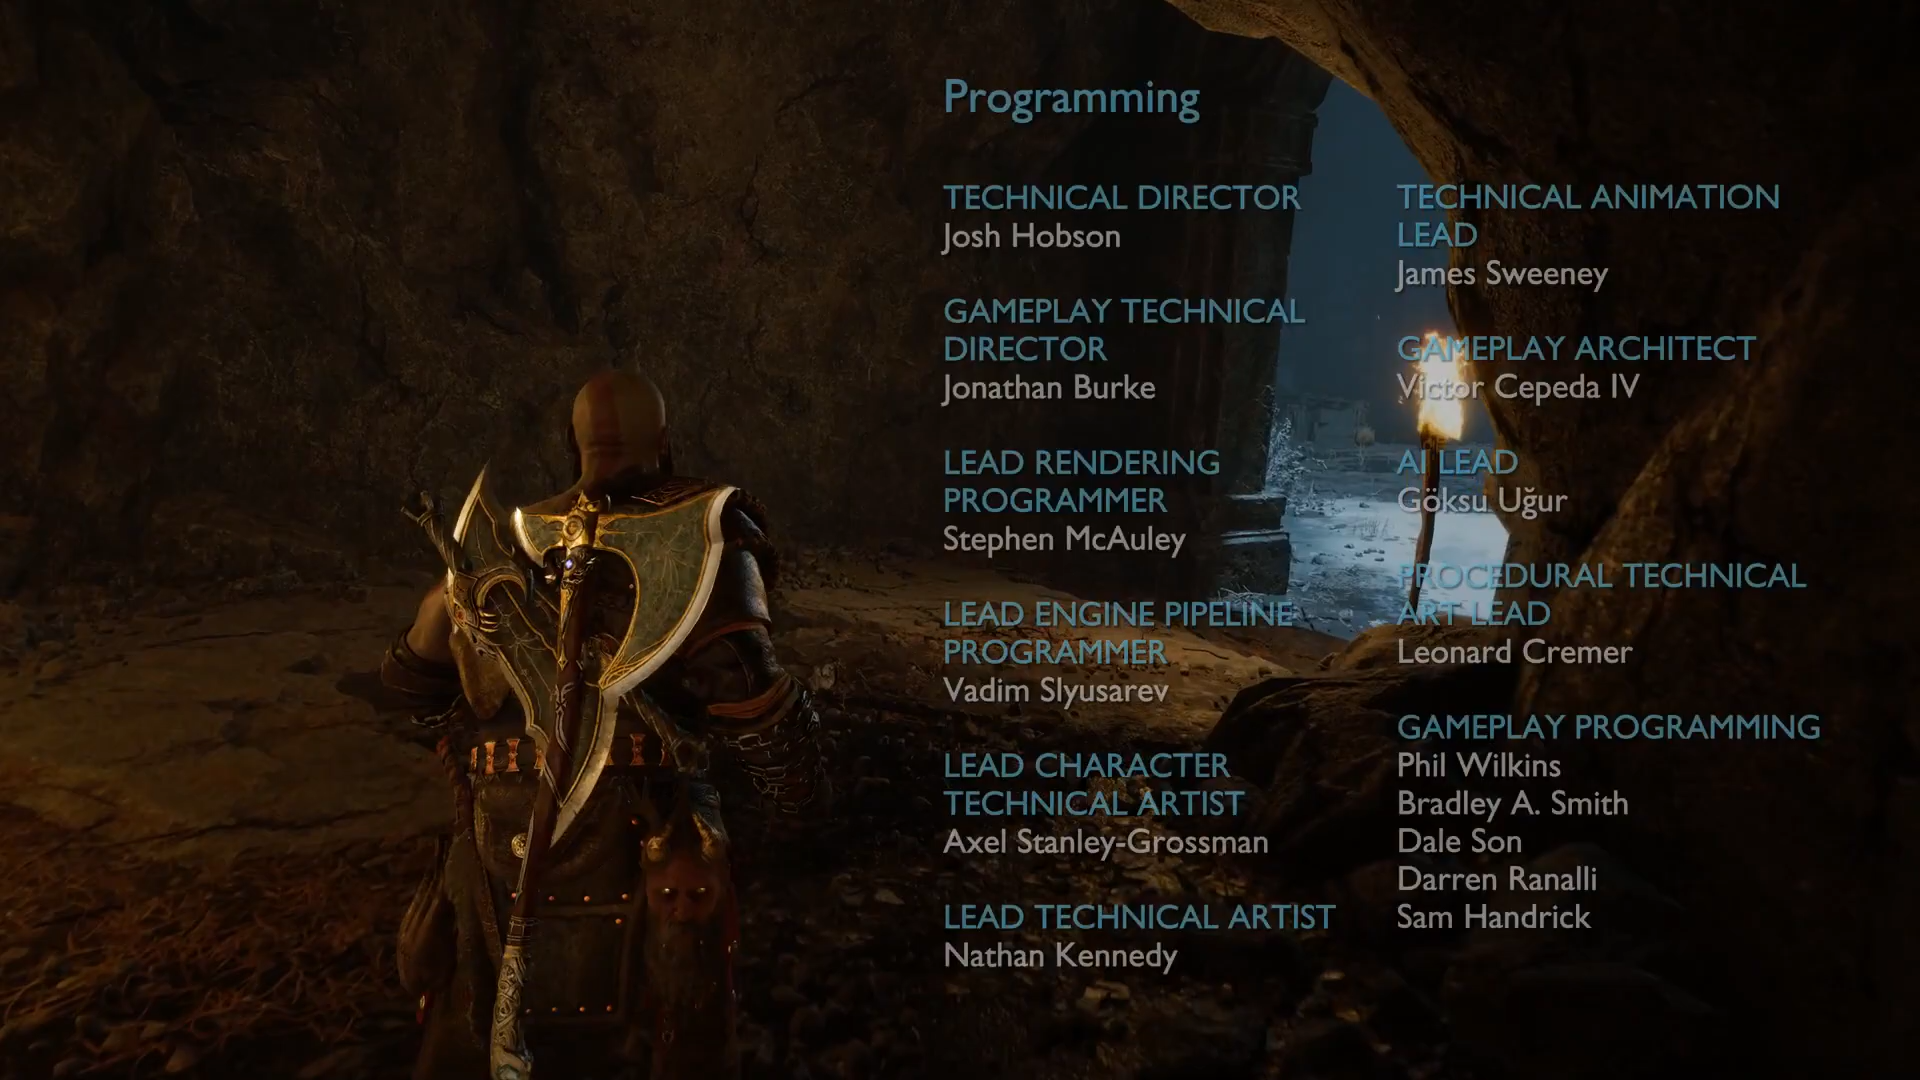 Programming
TECHNICAL DIRECTOR
Josh Hobson
GAMEPLAY TECHNICAL
DIRECTOR
Jonathan Burke
LEAD RENDERING
PROGRAMMER
Stephen McAuley
LEAD ENGINE PIPELINE
PROGRAMMER
Vadim Slyusarev
LEAD CHARACTER
TECHNICAL ARTIST
Axel Stanley-Grossman
LEAD TECHNICAL ARTIST
Nathan Kennedy
TECHNICAL ANIMATION
LEAD
James Sweeney
GAMEPLAY ARCHITECT
Victor Cepeda IV
AI LEAD
Göksu Uğur
PROCEDURAL TECHNICAL
ART LEAD
Leonard Cremer
GAMEPLAY PROGRAMMING
Phil Wilkins
Bradley A. Smith
Dale Son
Darren Ranalli
Sam Handrick